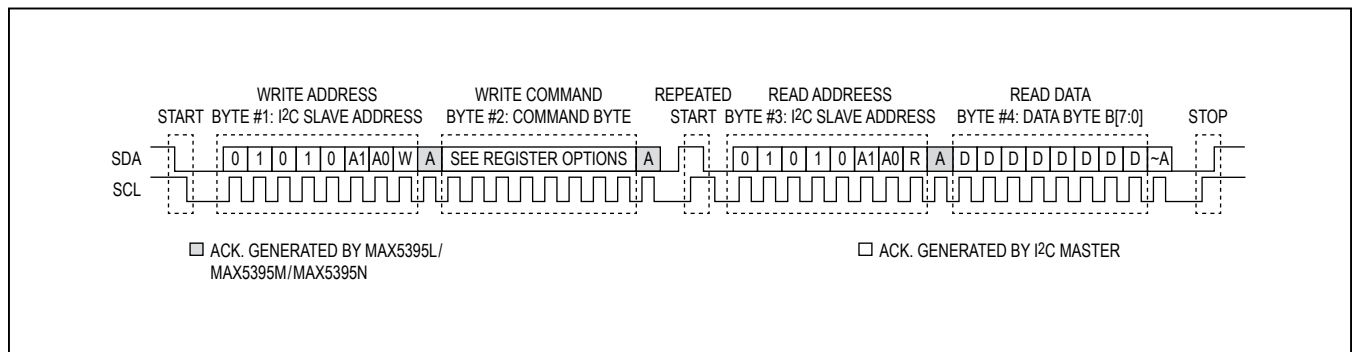 WRITE ADDRESS WRITE COMMAND REPEATED READ ADDREESS READ DATA
START BYTE #1: I2C SLAVE ADDRESS BYTE #2: COMMAND BYTE START BYTE #3: I2C SLAVE ADDRESS BYTE #4: DATA BYTE B[7:0] STOP
SDA 0 1 0 1 0 A1 A0 W A SEE REGISTER OPTIONS A 0 1 0 1 0 A1 A0 R A D D D D D D D D ~A
SCL
ACK. GENERATED BY MAX5395L/ ACK. GENERATED BY I2C MASTER
MAX5395M/MAX5395N